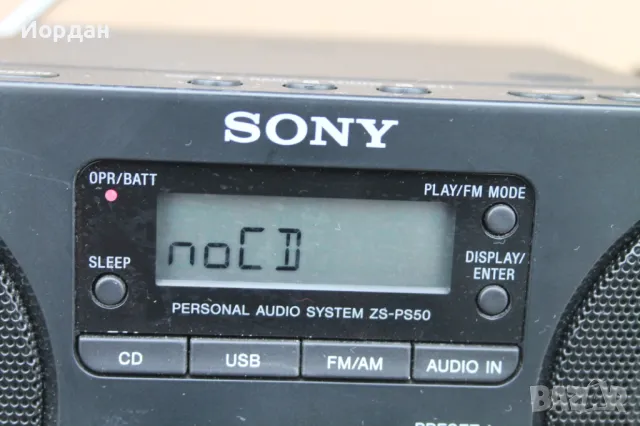 Йордан
SONY
OPR/BATT
PLAY/FM MODE
noCD
SLEEP
DISPLAY/
ENTER
PERSONAL AUDIO SYSTEM ZS-PS50
CD
USB
FM/AM
AUDIO IN
BAZAR